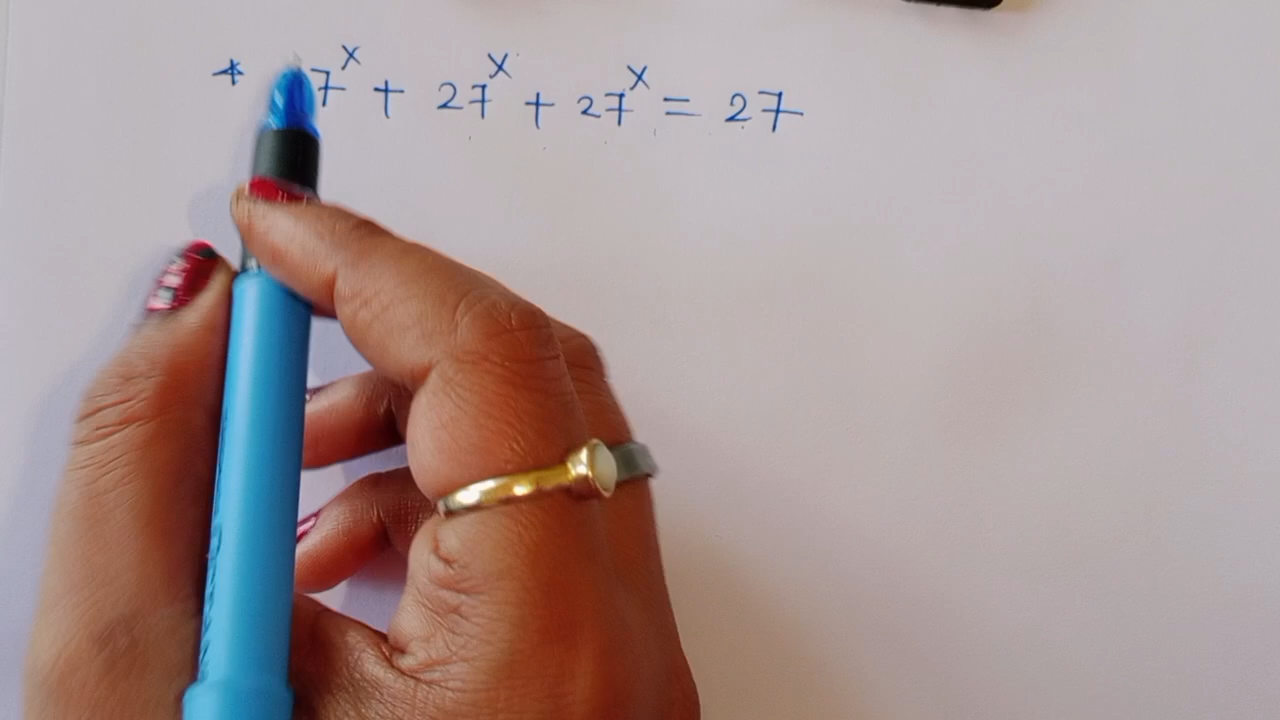 * 7^x + 27^x + 27^x = 27